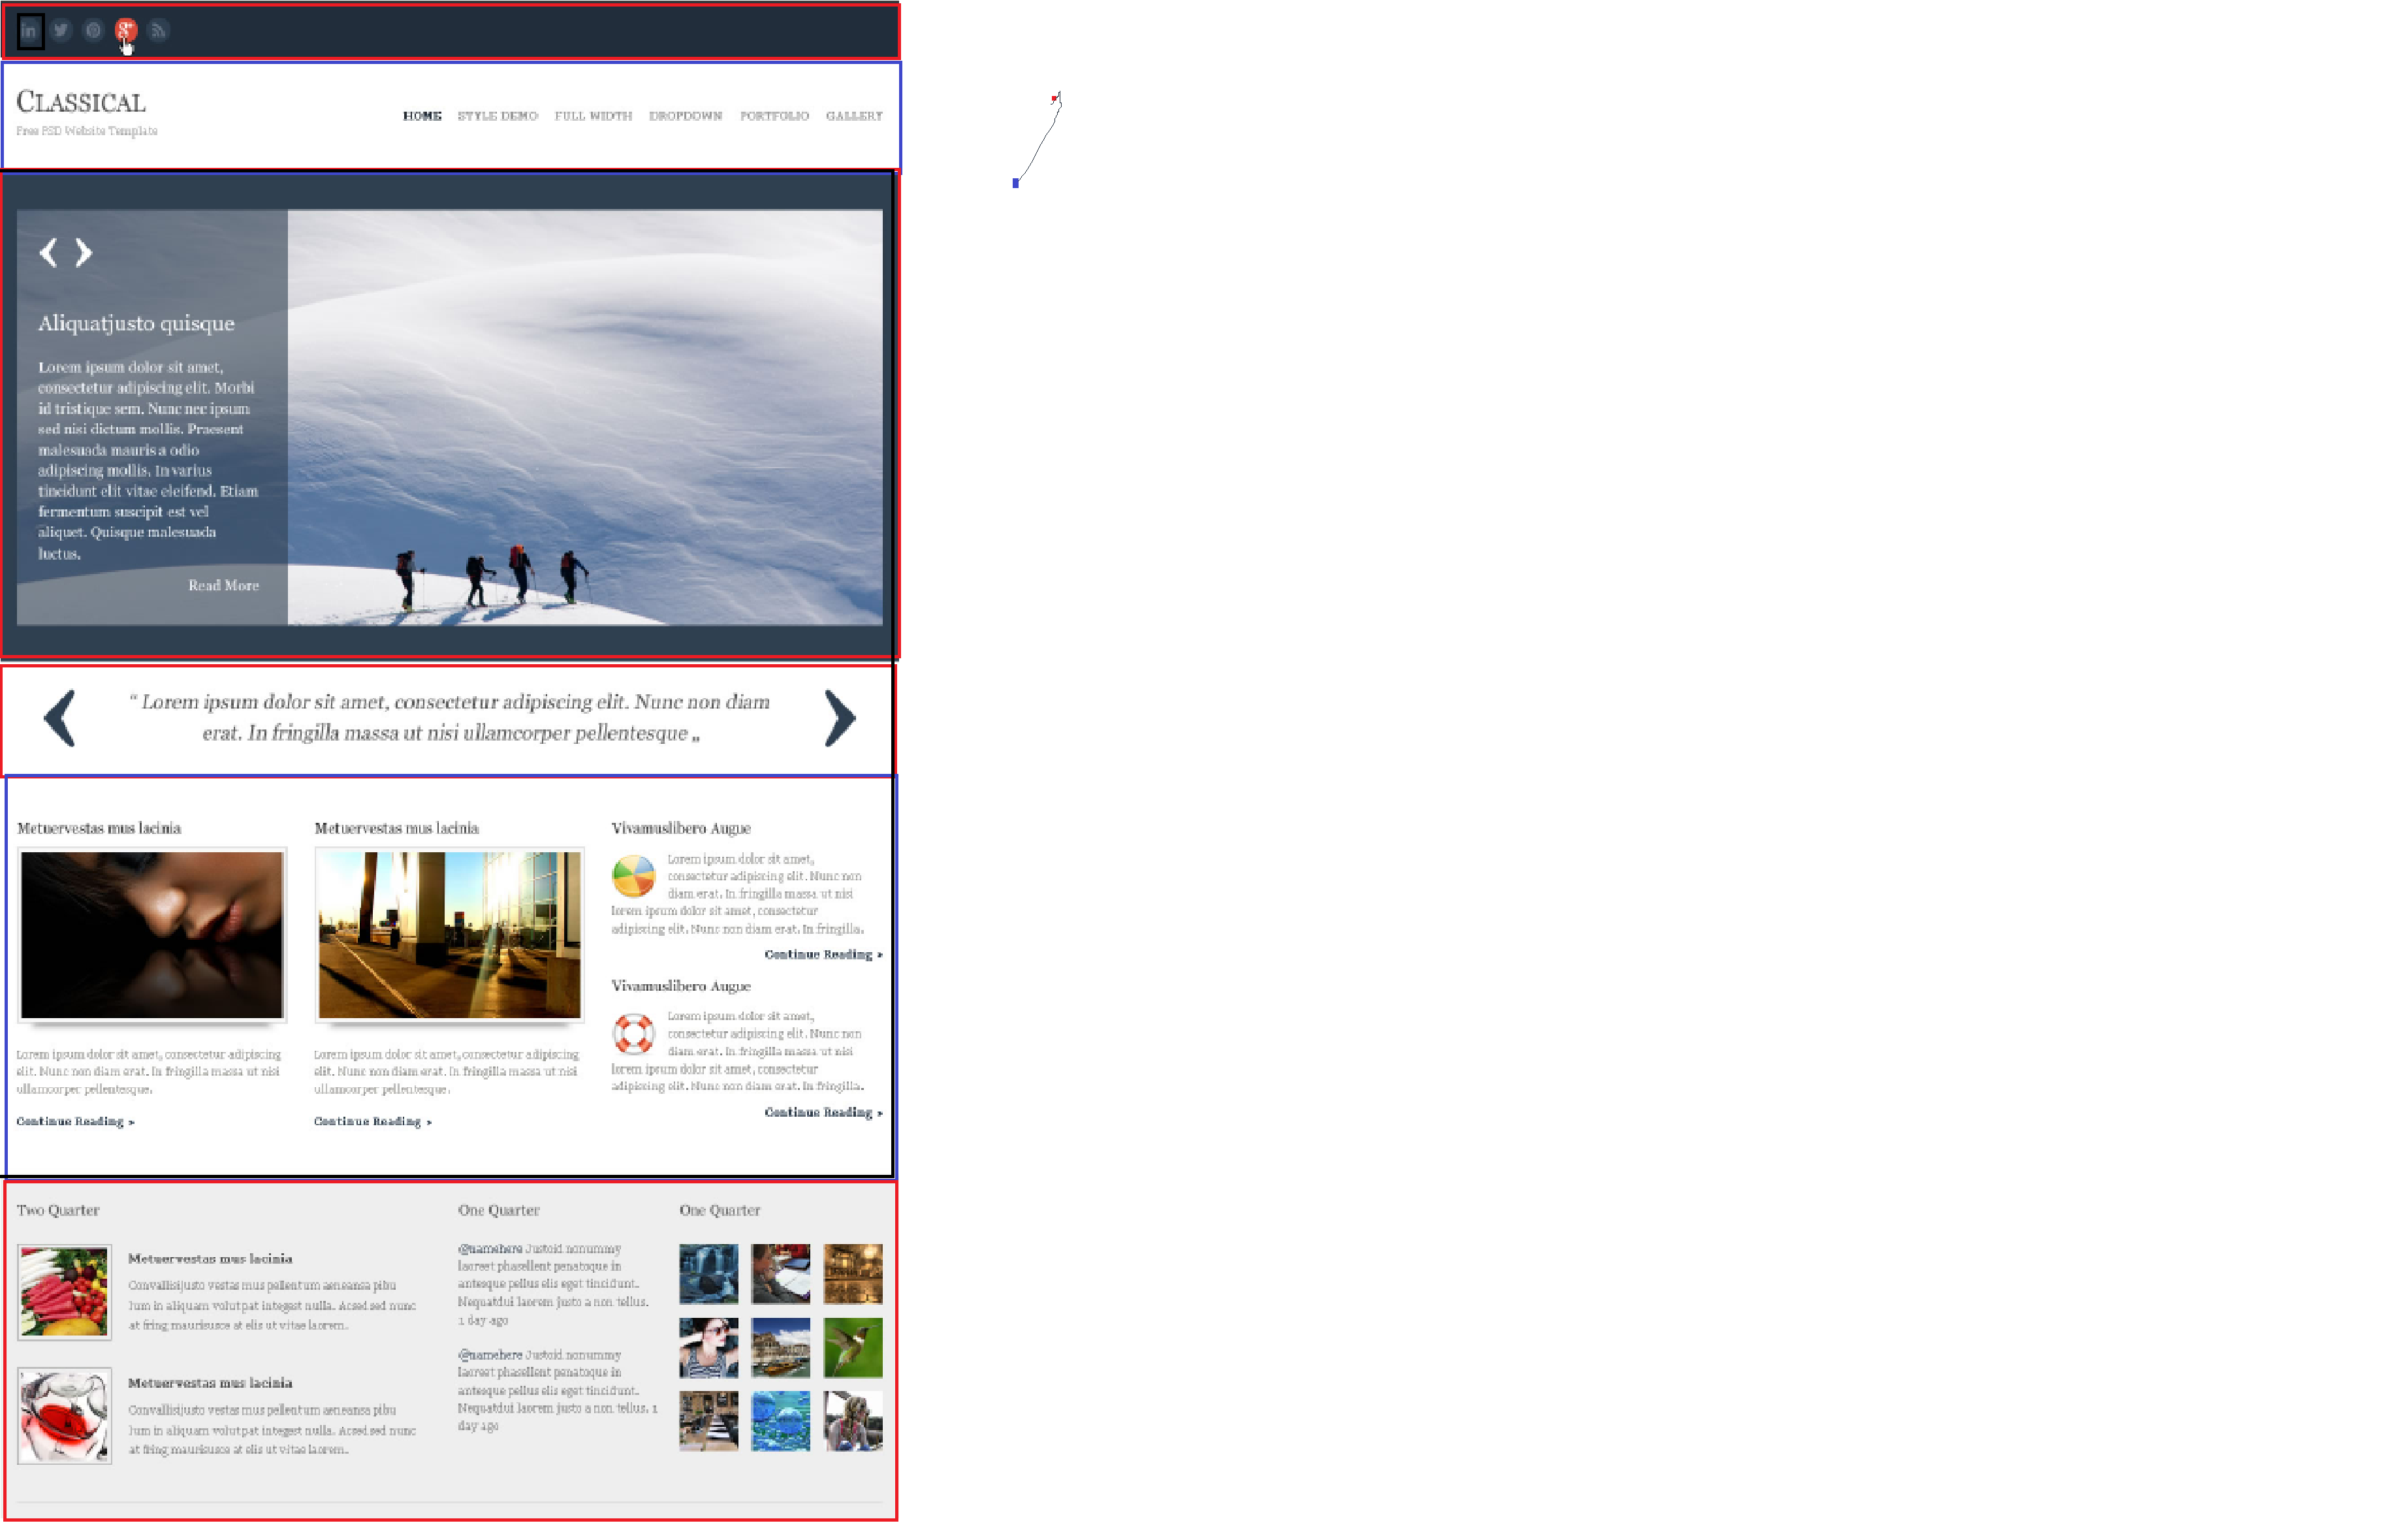 in
g+
CLASSICAL
Free PSD Website Template
HOME STYLE DEMO FULL WIDTH DROPDOWN PORTFOLIO GALLERY
Aliquatjusto quisque
Lorem ipsum dolor sit amet,
consectetur adipiscing elit. Morbi
id tristique sem. Nunc nec ipsum
sed nisi dictum mollis. Praesent
malesuada mauris a odio
adipiscing mollis. In varius
tincidunt elit vitae eleifend. Etiam
fermentum suscipit est vel
aliquet. Quisque malesuada
luctus.
Read More
“ Lorem ipsum dolor sit amet, consectetur adipiscing elit. Nunc non diam
erat. In fringilla massa ut nisi ullamcorper pellentesque „
Metuervestas mus lacinia
Lorem ipsum dolor sit amet, consectetur adipiscing
elit. Nunc non diam erat. In fringilla massa ut nisi
ullamcorper pellentesque.
Continue Reading »
Metuervestas mus lacinia
Lorem ipsum dolor sit amet, consectetur adipiscing
elit. Nunc non diam erat. In fringilla massa ut nisi
ullamcorper pellentesque.
Continue Reading »
Vivamuslibero Augue
Lorem ipsum dolor sit amet,
consectetur adipiscing elit. Nunc non
diam erat. In fringilla massa ut nisi
lorem ipsum dolor sit amet, consectetur
adipiscing elit. Nunc non diam erat. In fringilla.
Continue Reading »
Vivamuslibero Augue
Lorem ipsum dolor sit amet,
consectetur adipiscing elit. Nunc non
diam erat. In fringilla massa ut nisi
lorem ipsum dolor sit amet, consectetur
adipiscing elit. Nunc non diam erat. In fringilla.
Continue Reading »
Two Quarter
Metuervestas mus lacinia
Convallisijusto vestas mus pellentum aeneansa pibu
lum in aliquam volutpat integest nulla. Acsed sed nunc
at fring maurisusce at elis ut vitae laorem.
Metuervestas mus lacinia
Convallisijusto vestas mus pellentum aeneansa pibu
lum in aliquam volutpat integest nulla. Acsed sed nunc
at fring maurisusce at elis ut vitae laorem.
One Quarter
@namehere Justoid nonummy
laoreet phasellent penatoque in
antesque pellus elis eget tincidunt.
Nequatdui laorem justo a non tellus.
1 day ago
@namehere Justoid nonummy
laoreet phasellent penatoque in
antesque pellus elis eget tincidunt.
Nequatdui laorem justo a non tellus. 1
day ago
One Quarter